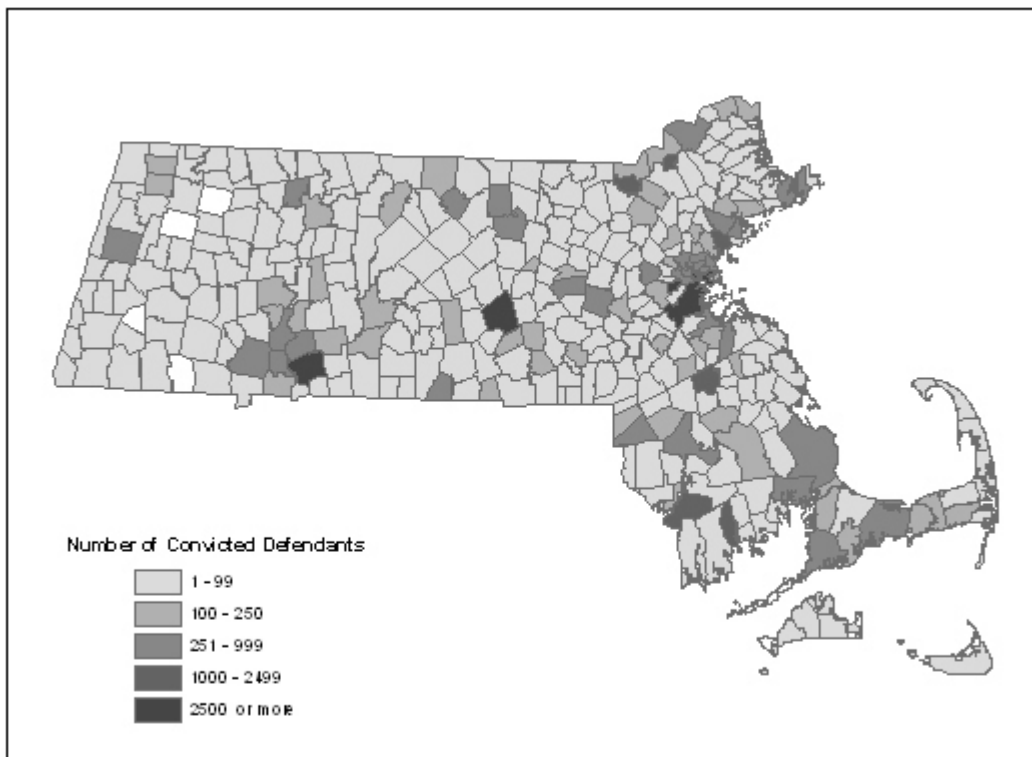 Number of Convicted Defendants
1 - 99
100 - 250
251 - 999
1000 - 2499
2500 or more